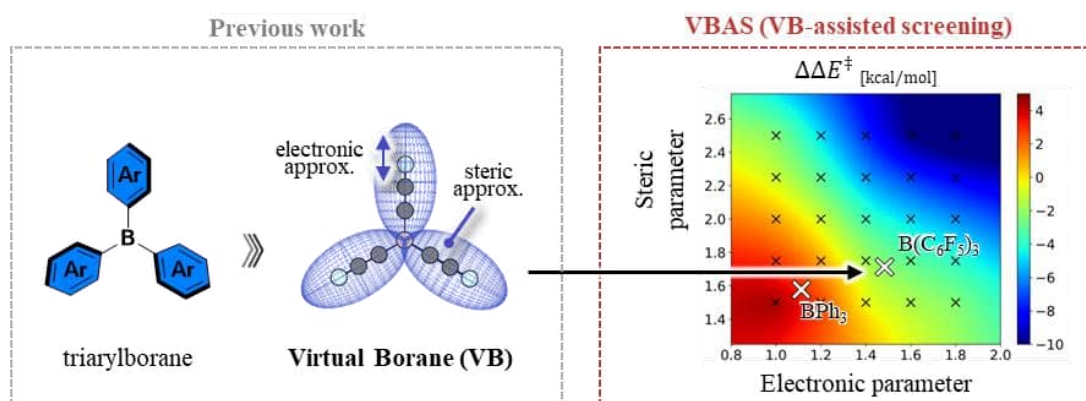 Previous work
VBAS (VB-assisted screening)
electronic
approx.
steric
approx.
Ar
B
Ar
Ar
triarylborane
Virtual Borane (VB)
ΔΔE‡ [kcal/mol]
Steric
parameter
2.6
2.4
2.2
2.0
1.8
1.6
1.4
B(C6F5)3
BPh3
0.8 1.0 1.2 1.4 1.6 1.8 2.0
Electronic parameter
4
2
0
−2
−4
−6
−8
−10